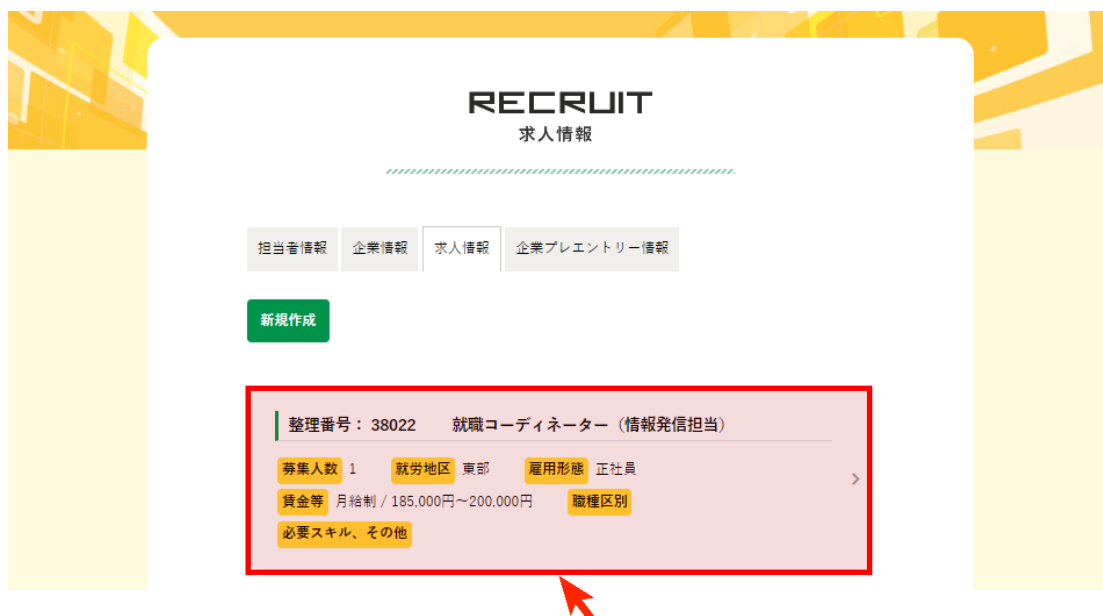 RECRUIT
求人情報
担当者情報 企業情報 求人情報 企業プレエントリー情報
新規作成
整理番号： 38022 就職コーディネーター（情報発信担当）
募集人数 1 就労地区 東部 雇用形態 正社員
賃金等 月給制 / 185,000円～200,000円 職種区別
必要スキル、その他